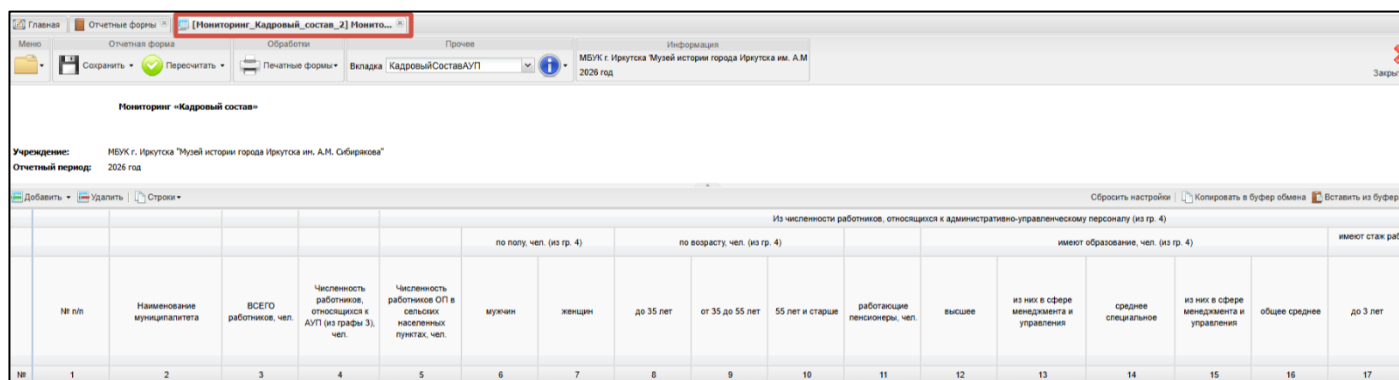 Главная Отчетные формы [Мониторинг_Кадровый_состав_2] Монито...
Меню Отчетная форма Обработки Прочее Информация
Сохранить Пересчитать Печатные формы Вкладка КадровыйСоставАУП
МБУК г. Иркутска "Музей истории города Иркутска им. А.М
2026 год
Закры
Мониторинг «Кадровый состав»
Учреждение: МБУК г. Иркутска "Музей истории города Иркутска им. А.М. Сибирякова"
Отчетный период: 2026 год
Добавить Удалить Строки Сбросить настройки Копировать в буфер обмена Вставить из буфер
Из численности работников, относящихся к административно-управленческому персоналу (из гр. 4)
по полу, чел. (из гр. 4) по возрасту, чел. (из гр. 4) имеют образование, чел. (из гр. 4) имеют стаж раб
№ п/п
Наименование
муниципалитета
ВСЕГО
работников, чел.
Численность
работников,
относящихся к
АУП (из графы 3),
чел.
Численность
работников ОП в
сельских
населенных
пунктах, чел.
мужчин
женщин
до 35 лет
от 35 до 55 лет
55 лет и старше
работающие
пенсионеры, чел.
высшее
из них в сфере
менеджмента и
управления
среднее
специальное
из них в сфере
менеджмента и
управления
общее среднее
до 3 лет
№ 1 2 3 4 5 6 7 8 9 10 11 12 13 14 15 16 17